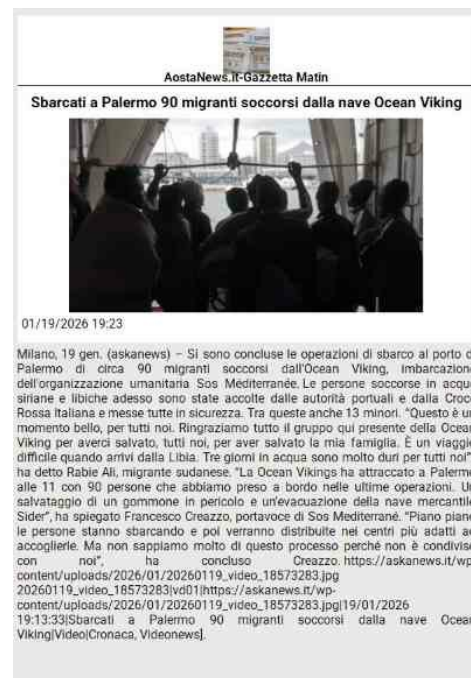 AostaNews.it-Gazzetta Matin
Sbarcati a Palermo 90 migranti soccorsi dalla nave Ocean Viking
01/19/2026 19:23
Milano, 19 gen. (askanews) – Si sono concluse le operazioni di sbarco al porto d
Palermo di circa 90 migranti soccorsi dall'Ocean Viking, imbarcazione
dell'organizzazione umanitaria Sos Méditerranée. Le persone soccorse in acque
siriane e libiche adesso sono state accolte dalle autorità portuali e dalla Croce
Rossa Italiana e messe tutte in sicurezza. Tra queste anche 13 minori. "Questo è un
momento bello, per tutti noi. Ringraziamo tutto il gruppo qui presente della Ocean
Viking per averci salvato, tutti noi, per aver salvato la mia famiglia. È un viaggio
difficile quando arrivi dalla Libia. Tre giorni in acqua sono molto duri per tutti noi",
ha detto Rabie Ali, migrante sudanese. "La Ocean Vikings ha attraccato a Palermo
alle 11 con 90 persone che abbiamo preso a bordo nelle ultime operazioni. Un
salvataggio di un gommone in pericolo e un'evacuazione della nave mercantile
Sider", ha spiegato Francesco Creazzo, portavoce di Sos Mediterrané. "Piano piano
le persone stanno sbarcando e poi verranno distribuite nei centri più adatti ad
accoglierle. Ma non sappiamo molto di questo processo perché non è condiviso
con noi", ha concluso Creazzo. https://askanews.it/wp-
content/uploads/2026/01/20260119_video_18573283.jpg
20260119_video_18573283|vd01|https://askanews.it/wp-
content/uploads/2026/01/20260119_video_18573283.jpg|19/01/2026
19:13:33|Sbarcati a Palermo 90 migranti soccorsi dalla nave Ocean
Viking|Video|Cronaca, Videonews].